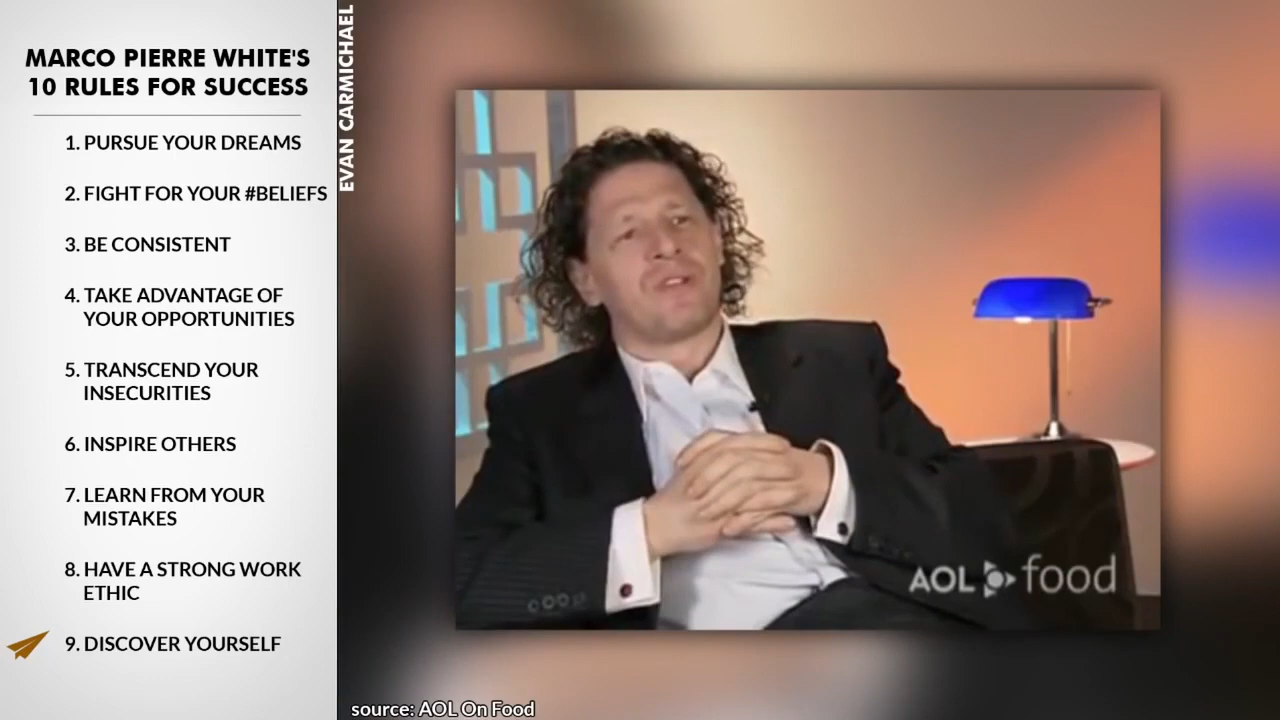 MARCO PIERRE WHITE'S
10 RULES FOR SUCCESS
1. PURSUE YOUR DREAMS
2. FIGHT FOR YOUR #BELIEFS
3. BE CONSISTENT
4. TAKE ADVANTAGE OF
YOUR OPPORTUNITIES
5. TRANSCEND YOUR
INSECURITIES
6. INSPIRE OTHERS
7. LEARN FROM YOUR
MISTAKES
8. HAVE A STRONG WORK
ETHIC
9. DISCOVER YOURSELF
EVAN CARMICHAEL
AOL food
source: AOL On Food